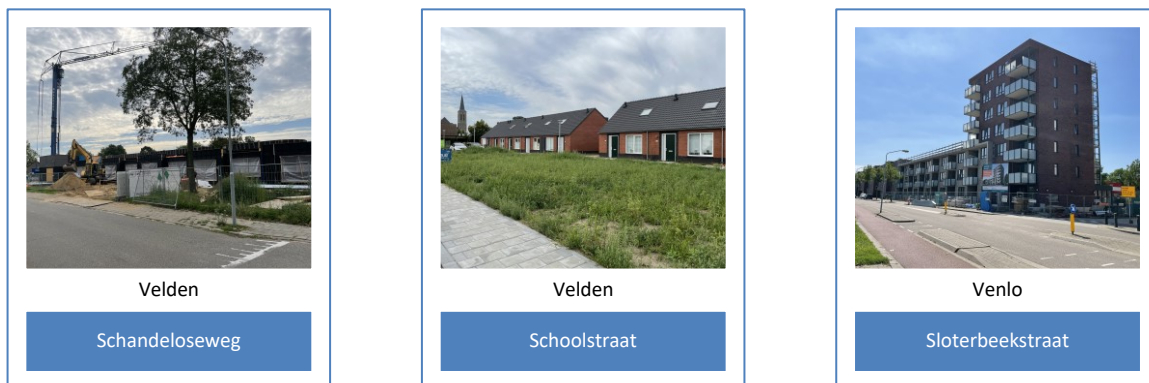 Velden
Schandeloseweg
Velden
Schoolstraat
Venlo
Sloterbeekstraat